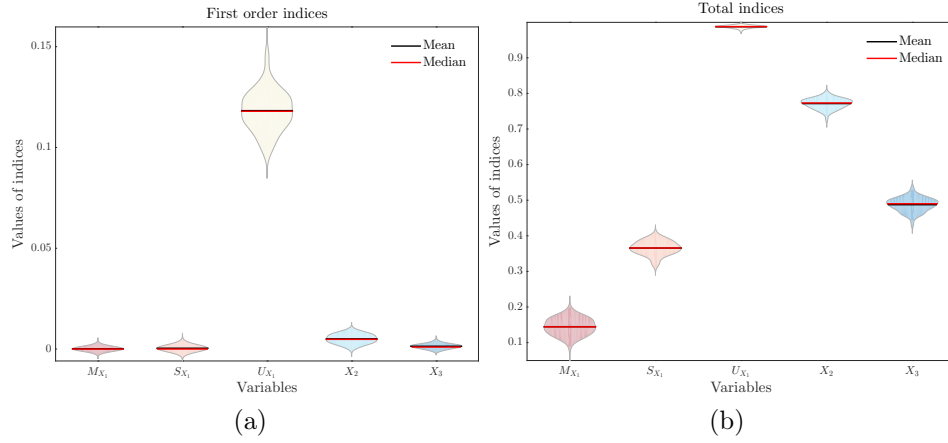 First order indices
Values of indices
0.15
0.1
0.05
0
Mean
Median
M_{X_1}
S_{X_1}
U_{X_1}
X_2
X_3
Variables
(a)
Total indices
Values of indices
0.9
0.8
0.7
0.6
0.5
0.4
0.3
0.2
0.1
Mean
Median
M_{X_1}
S_{X_1}
U_{X_1}
X_2
X_3
Variables
(b)